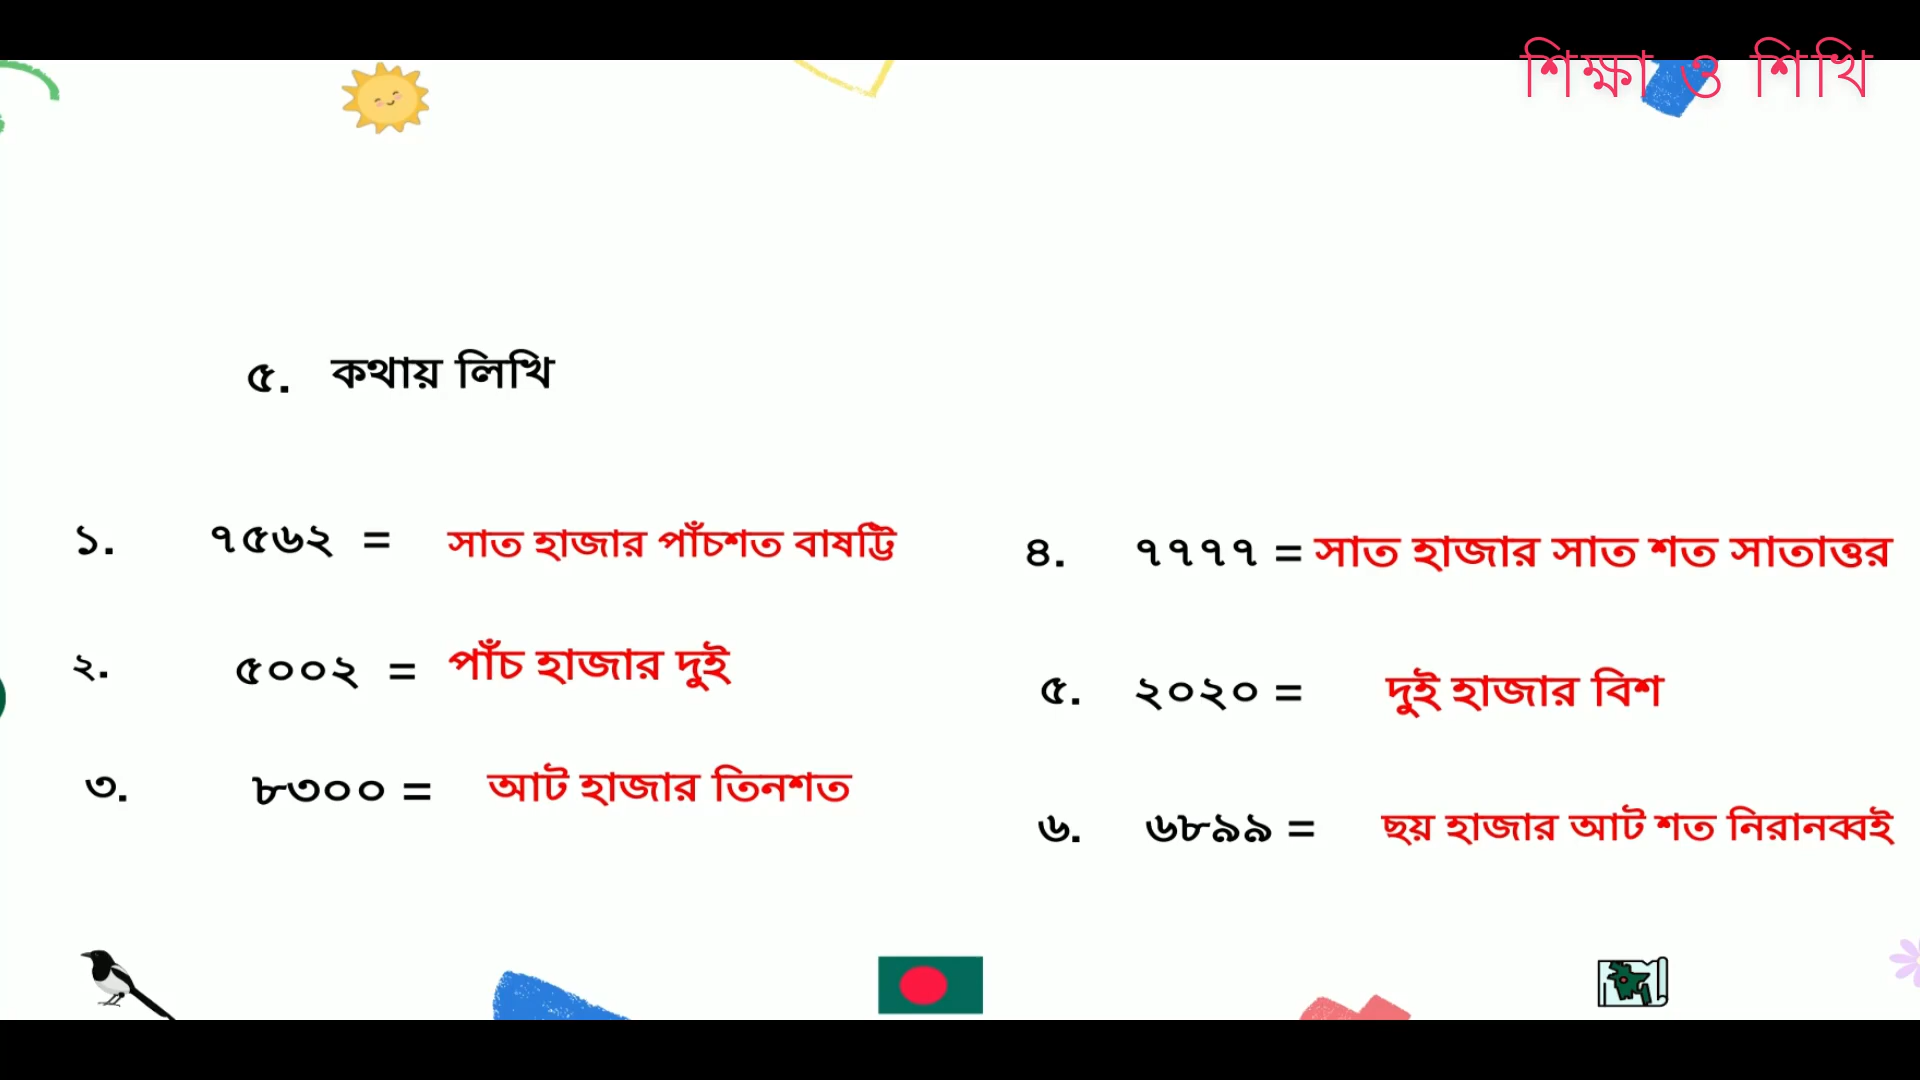 শিক্ষা ও শিখি
৫. কথায় লিখি
১. ৭৫৬২ = সাত হাজার পাঁচশত বাষট্টি
২. ৫০০২ = পাঁচ হাজার দুই
৩. ৮৩০০ = আট হাজার তিনশত
৪. ৭৭৭৭ = সাত হাজার সাত শত সাতাত্তর
৫. ২০২০ = দুই হাজার বিশ
৬. ৬৮৯৯ = ছয় হাজার আট শত নিরানব্বই